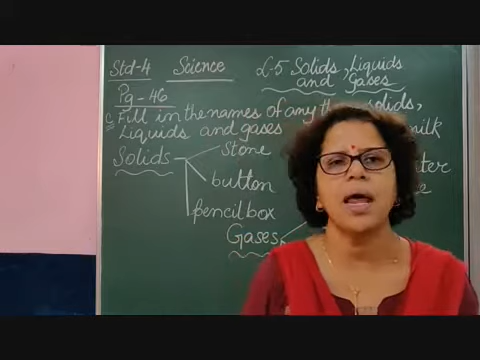 Std-4 Science L-5 Solids, Liquids
and Gases
Pg-46
C. Fill in the names of any solids,
Liquids and gases milk
Solids Stone
button
pencil box
Gases